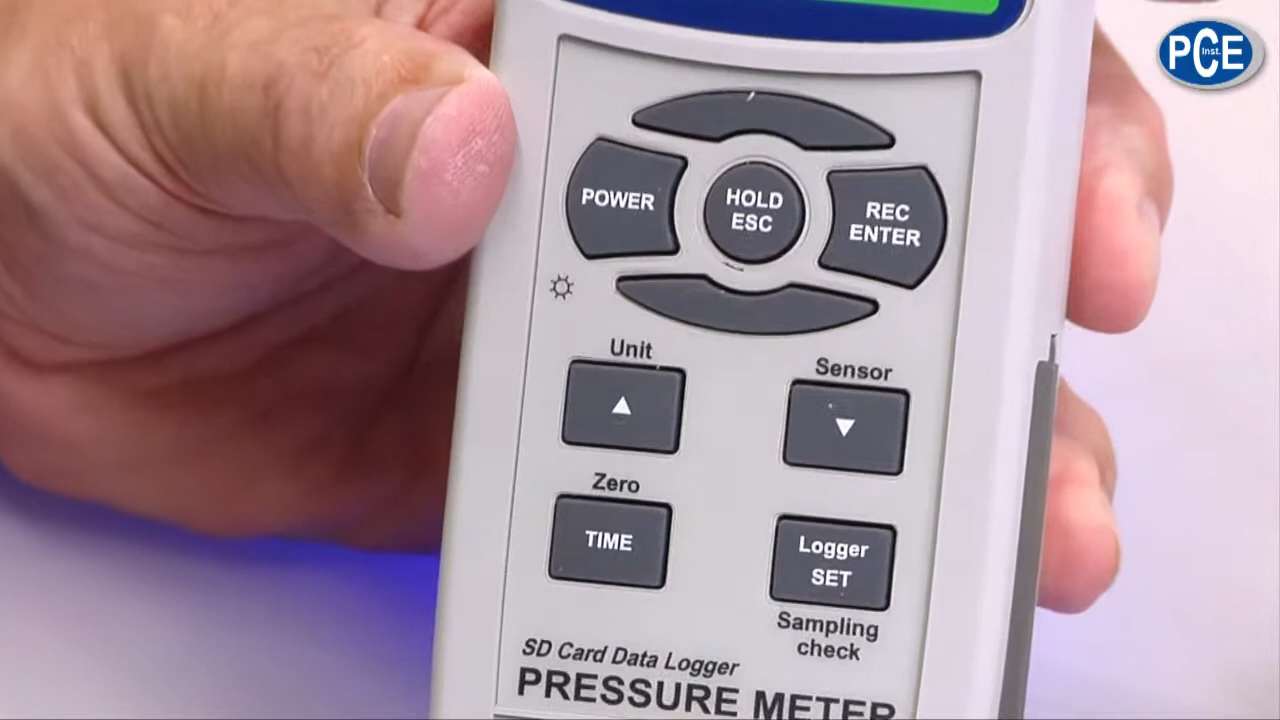 PCE
Inst.
POWER
HOLD
ESC
REC
ENTER
Unit
Sensor
Zero
TIME
Logger
SET
Sampling
check
SD Card Data Logger
PRESSURE METER